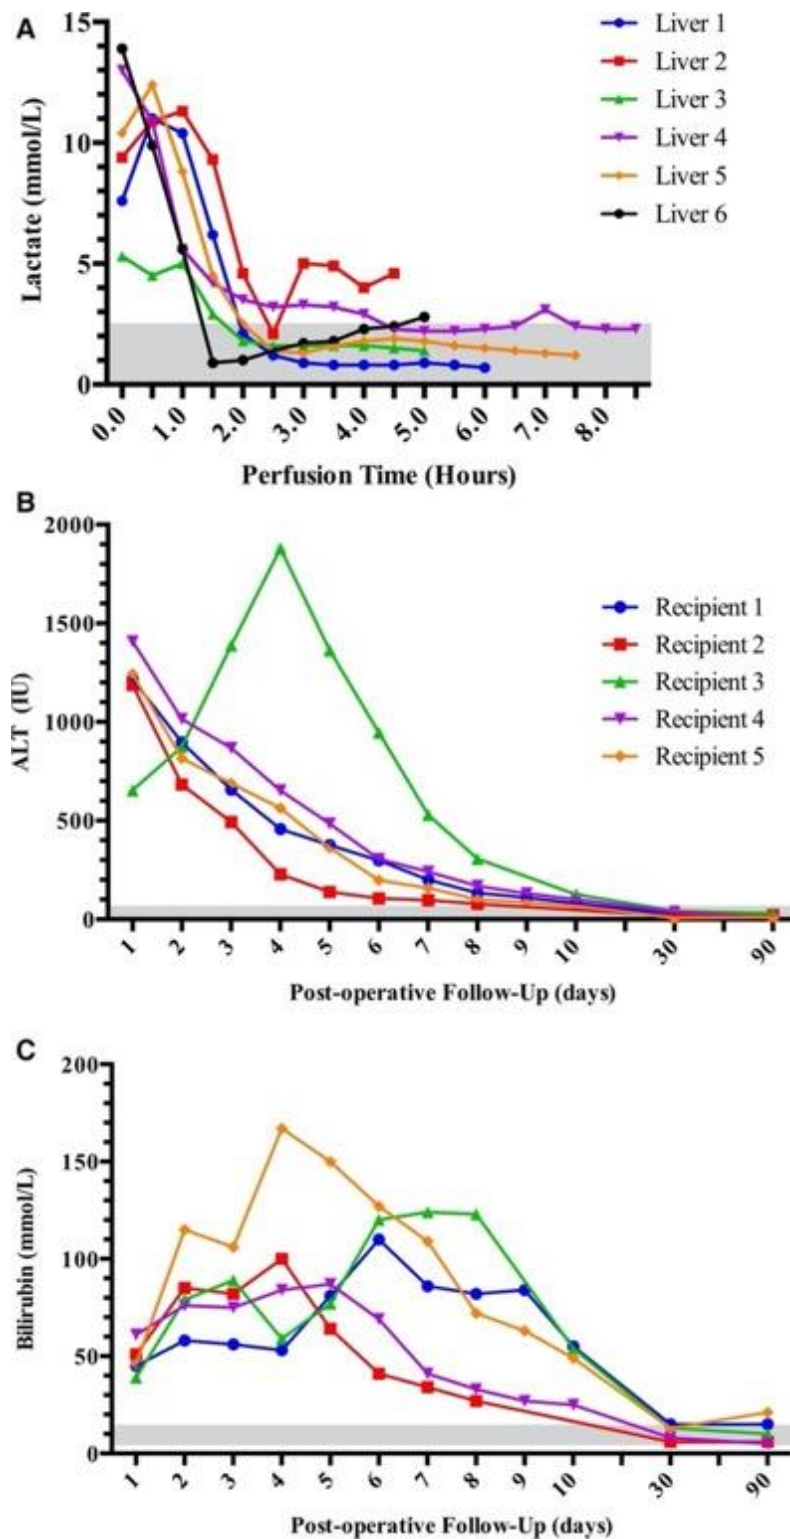 A
15
10
5
0
Lactate (mmol/L)
0.0 1.0 2.0 3.0 4.0 5.0 6.0 7.0 8.0
Perfusion Time (Hours)
Liver 1
Liver 2
Liver 3
Liver 4
Liver 5
Liver 6
B
2000
1500
1000
500
0
ALT (IU)
1 2 3 4 5 6 7 8 9 10 30 90
Post-operative Follow-Up (days)
Recipient 1
Recipient 2
Recipient 3
Recipient 4
Recipient 5
C
200
150
100
50
0
Bilirubin (mmol/L)
1 2 3 4 5 6 7 8 9 10 30 90
Post-operative Follow-Up (days)